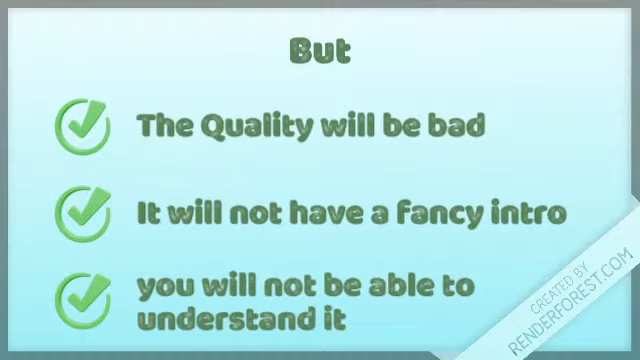 But
The Quality will be bad
It will not have a fancy intro
you will not be able to
understand it
CREATED BY
RENDERFOREST.COM